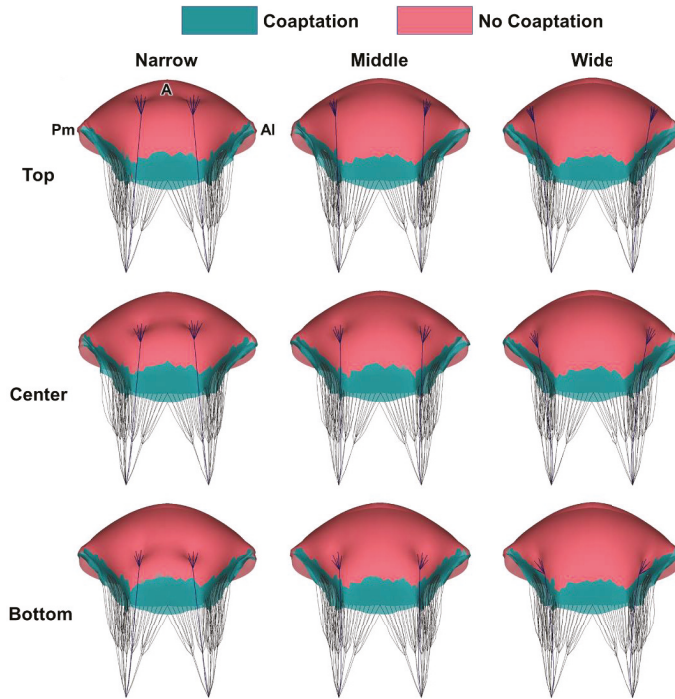 Coaptation No Coaptation
Narrow Middle Wide
A
Pm Al
Top
Center
Bottom